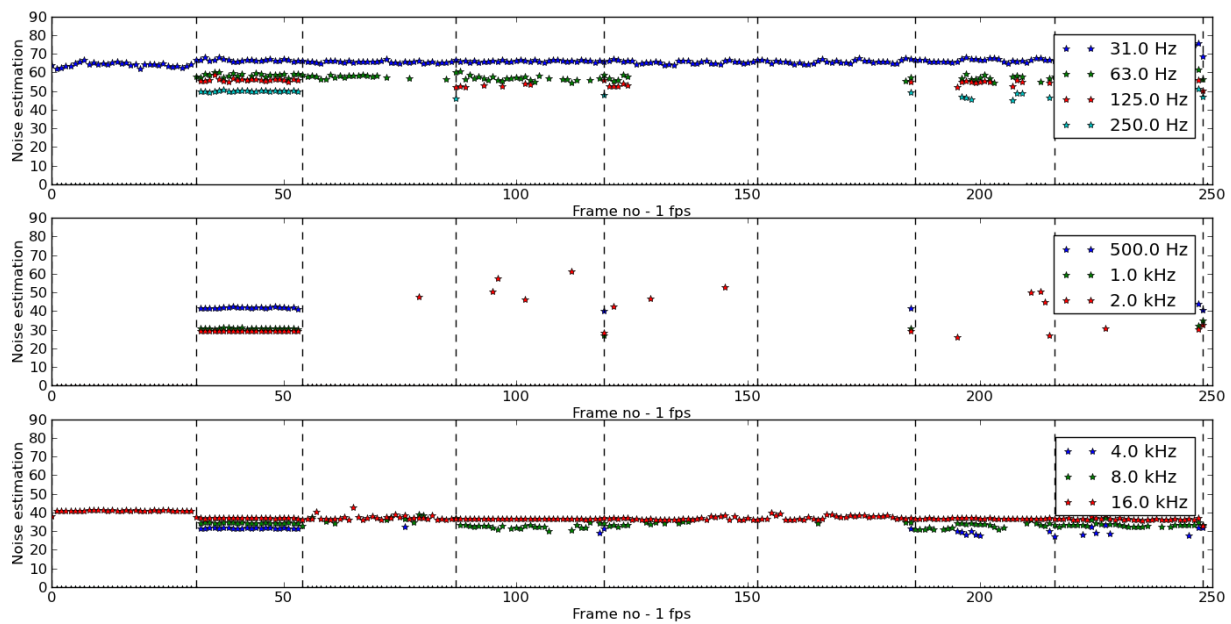 90
80
70
60
50
40
30
20
10
0
Noise estimation
31.0 Hz
63.0 Hz
125.0 Hz
250.0 Hz
0 50 100 150 200 250
Frame no - 1 fps
90
80
70
60
50
40
30
20
10
0
Noise estimation
500.0 Hz
1.0 kHz
2.0 kHz
0 50 100 150 200 250
Frame no - 1 fps
90
80
70
60
50
40
30
20
10
0
Noise estimation
4.0 kHz
8.0 kHz
16.0 kHz
0 50 100 150 200 250
Frame no - 1 fps